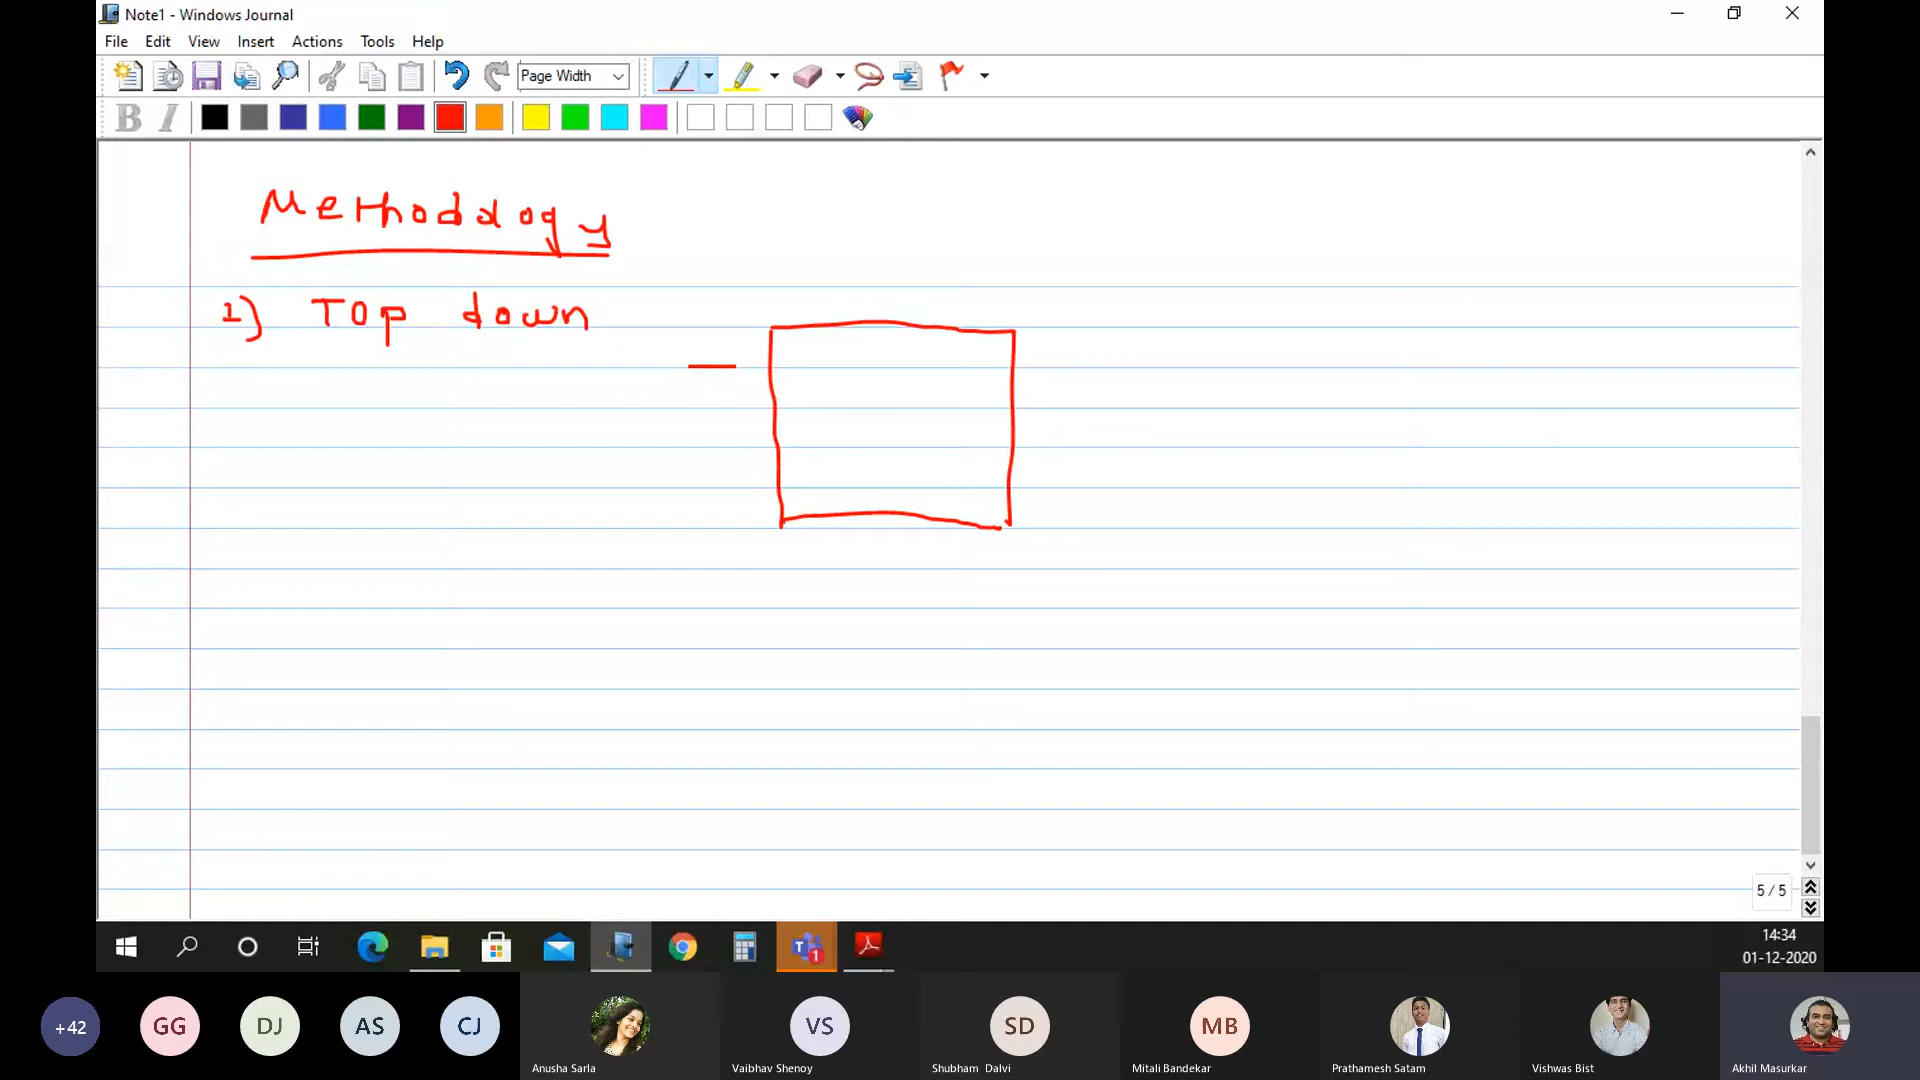 Note1 - Windows Journal
File Edit View Insert Actions Tools Help
Page Width
B I
Methodology
1) Top down
5 / 5
1
14:34
01-12-2020
+42 GG DJ AS CJ VS SD MB
Anusha Sarla Vaibhav Shenoy Shubham Dalvi Mitali Bandekar Prathamesh Satam Vishwas Bist Akhil Masurkar